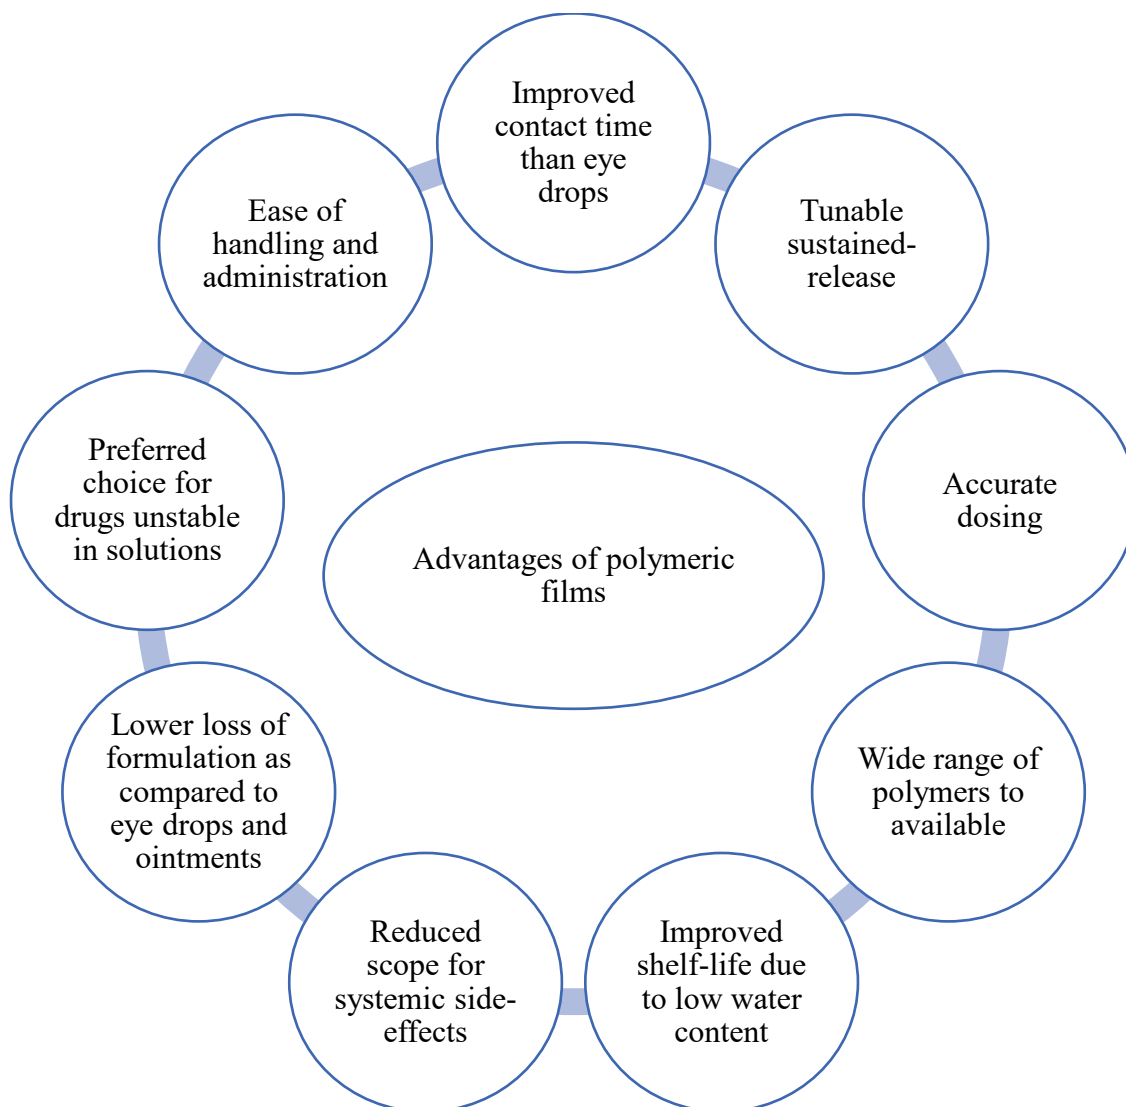 Improved
contact time
than eye
drops
Tunable
sustained-
release
Accurate
dosing
Wide range of
polymers to
available
Improved
shelf-life due
to low water
content
Reduced
scope for
systemic side-
effects
Lower loss of
formulation as
compared to
eye drops and
ointments
Preferred
choice for
drugs unstable
in solutions
Ease of
handling and
administration
Advantages of polymeric
films